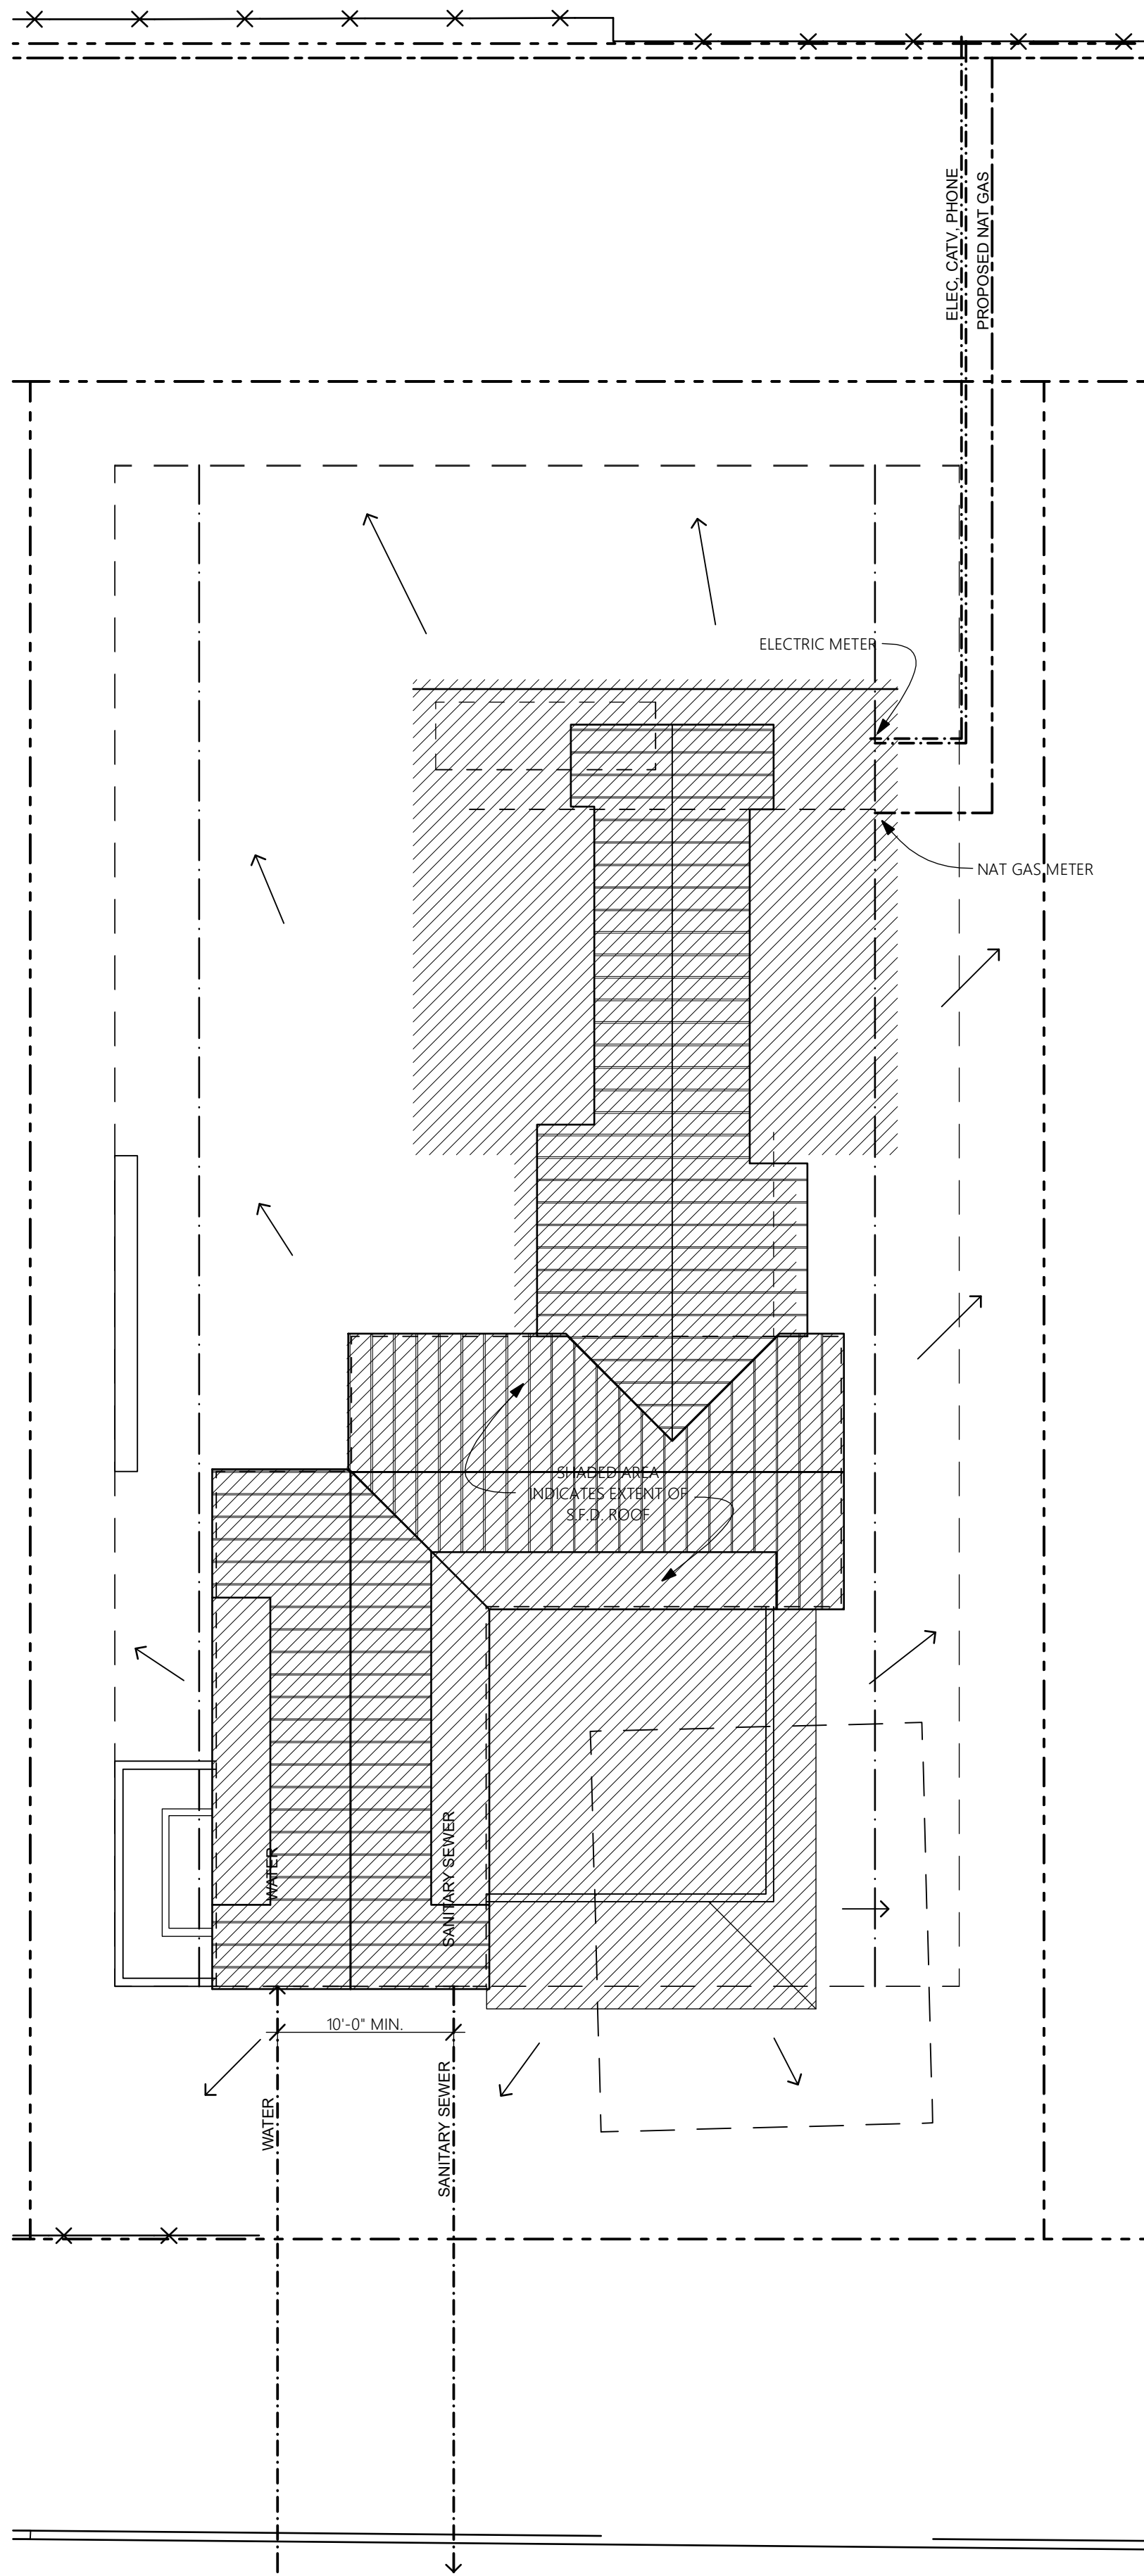 ELEC, CATV, PHONE
PROPOSED NAT GAS
ELECTRIC METER
NAT GAS METER
SHADED AREA
INDICATES EXTENT OF
S.F.D. ROOF
WATER
SANITARY SEWER
10'-0" MIN.
WATER
SANITARY SEWER